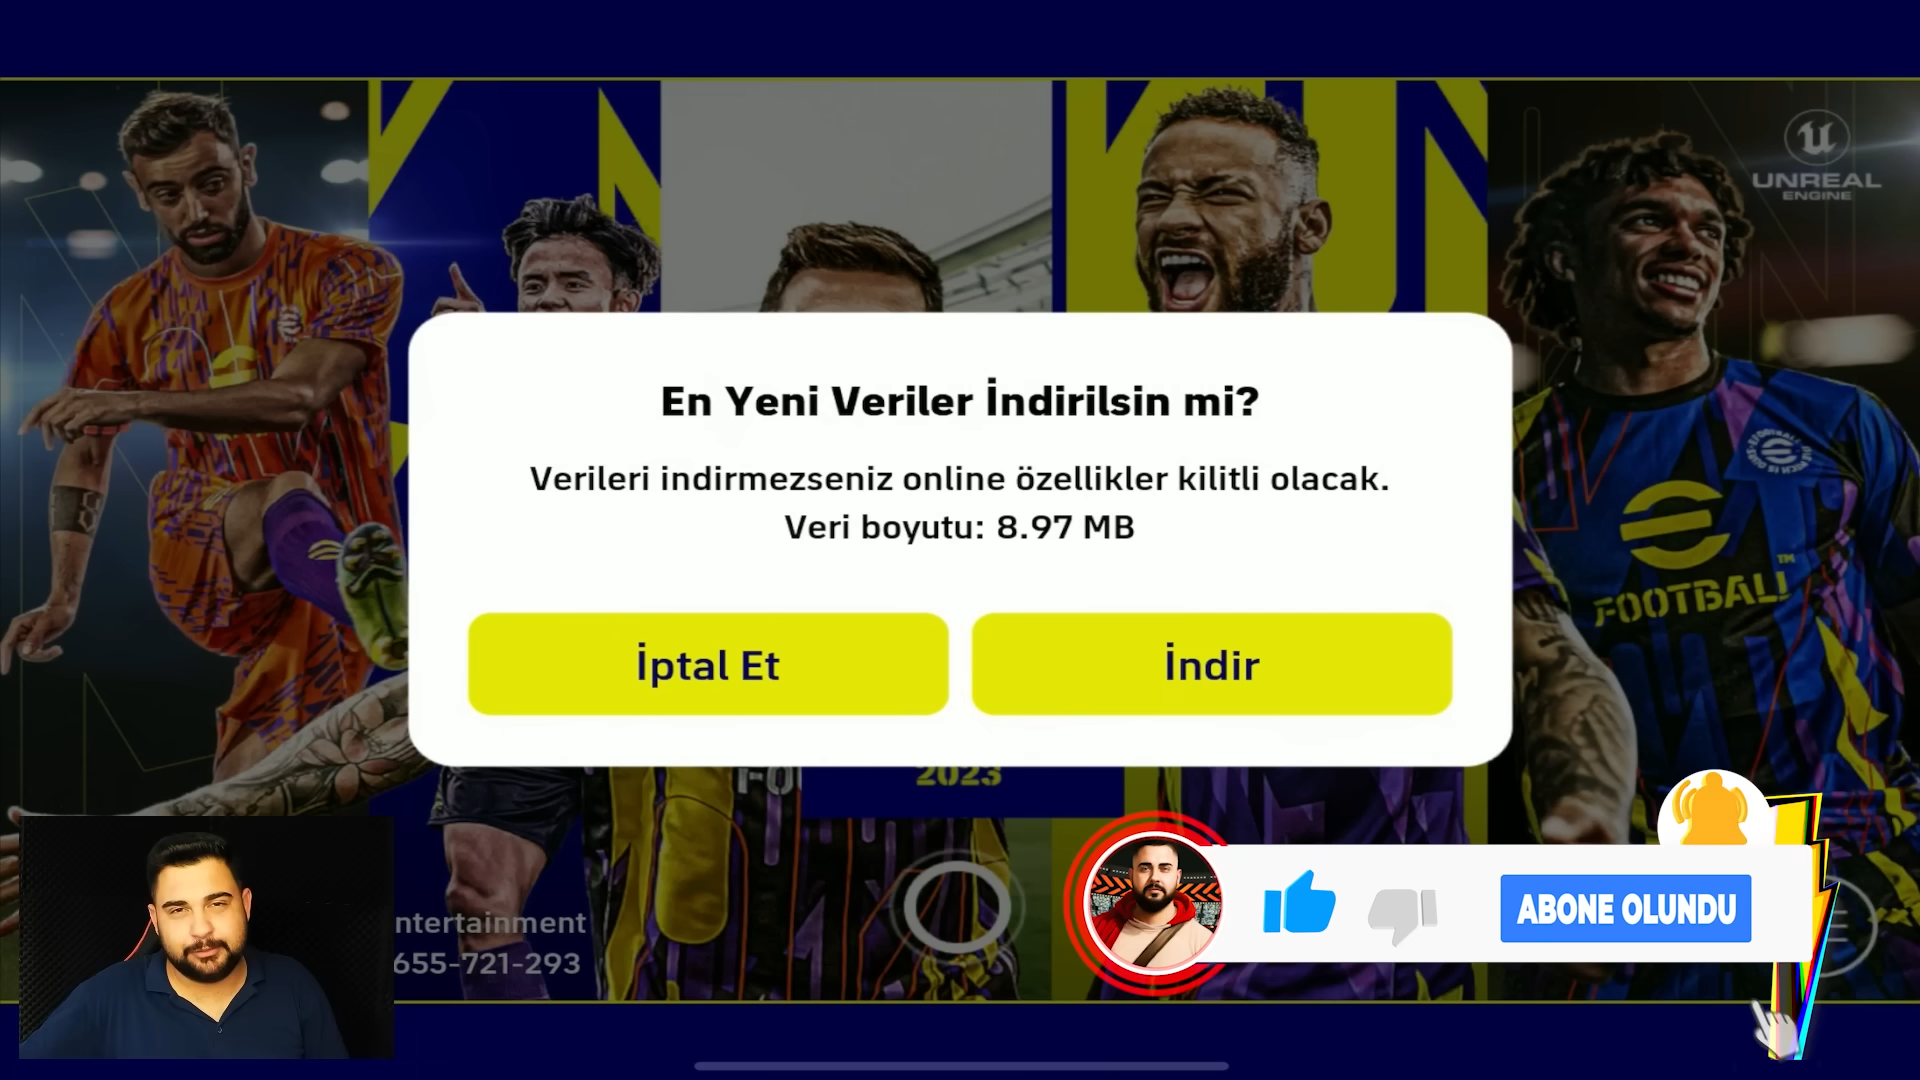 UNREAL
ENGINE
En Yeni Veriler İndirilsin mi?
Verileri indirmezseniz online özellikler kilitli olacak.
Veri boyutu: 8.97 MB
FOOTBALL
TM
İptal Et
İndir
2023
ntertainment
655-721-293
ABONE OLUNDU